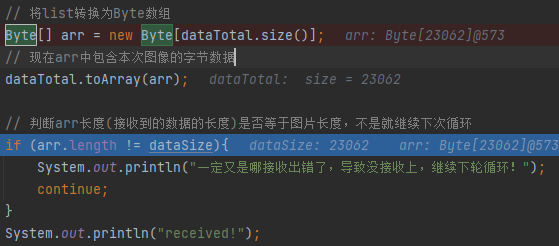 // 将list转换为Byte数组
Byte[] arr = new Byte[dataTotal.size()]; arr: Byte[23062]@573
// 现在arr中包含本次图像的字节数据
dataTotal.toArray(arr); dataTotal: size = 23062
// 判断arr长度(接收到的数据的长度)是否等于图片长度，不是就继续下次循环
if (arr.length != dataSize){ dataSize: 23062 arr: Byte[23062]@573
System.out.println("一定又是哪接收出错了，导致没接收上，继续下轮循环！");
continue;
}
System.out.println("received!");